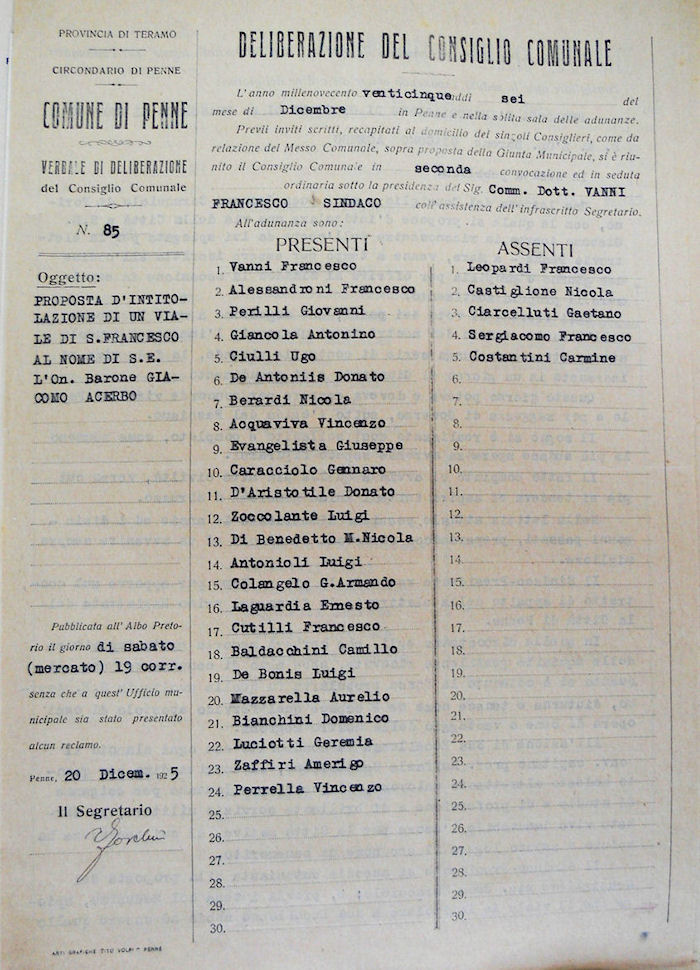 PROVINCIA DI TERAMO
CIRCONDARIO DI PENNE
COMUNE DI PENNE
VERBALE DI DELIBERAZIONE
del Consiglio Comunale
N. 85
Oggetto:
PROPOSTA D'INTITO-
LAZIONE DI UN VIA-
LE DI S.FRANCESCO
AL NOME DI S.E.
L'On. Barone GIA-
COMO ACERBO
Pubblicata all' Albo Preto-
rio il giorno di sabato
(mercato) 19 corr.
senza che a quest' Ufficio mu-
nicipale sia stato presentato
alcun reclamo.
Penne, 20 Dicem. 1925
Il Segretario
ARTI GRAFICHE TITO VOLPI - PENNE
DELIBERAZIONE DEL CONSIGLIO COMUNALE
L'anno millenovecento venticinque addi sei del
mese di Dicembre in Penne e nella solita sala delle adunanze.
Previi inviti scritti, recapitati al domicilio dei singoli Consiglieri, come da
relazione del Messo Comunale, sopra proposta della Giunta Municipale, si è riu-
nito il Consiglio Comunale in seconda convocazione ed in seduta
ordinaria sotto la presidenza del Sig. Comm. Dott. VANNI
FRANCESCO SINDACO coll'assistenza dell'infrascritto Segretario.
All'adunanza sono:
PRESENTI
1. Vanni Francesco
2. Alessandroni Francesco
3. Perilli Giovanni
4. Giancola Antonino
5. Ciulli Ugo
6. De Antoniis Donato
7. Berardi Nicola
8. Acquaviva Vincenzo
9. Evangelista Giuseppe
10. Caracciolo Gennaro
11. D'Aristotile Donato
12. Zoccolante Luigi
13. Di Benedetto M.Nicola
14. Antonioli Luigi
15. Colangelo G.Armando
16. Laguardia Ernesto
17. Cutilli Francesco
18. Baldacchini Camillo
19. De Bonis Luigi
20. Mazzarella Aurelio
21. Bianchini Domenico
22. Luciotti Geremia
23. Zaffiri Amerigo
24. Perrella Vincenzo
25.
26.
27.
28.
29.
30.
ASSENTI
1. Leopardi Francesco
2. Castiglione Nicola
3. Ciarcelluti Gaetano
4. Sergiacomo Francesco
5. Costantini Carmine
6.
7.
8.
9.
10.
11.
12.
13.
14.
15.
16.
17.
18.
19.
20.
21.
22.
23.
24.
25.
26.
27.
28.
29.
30.